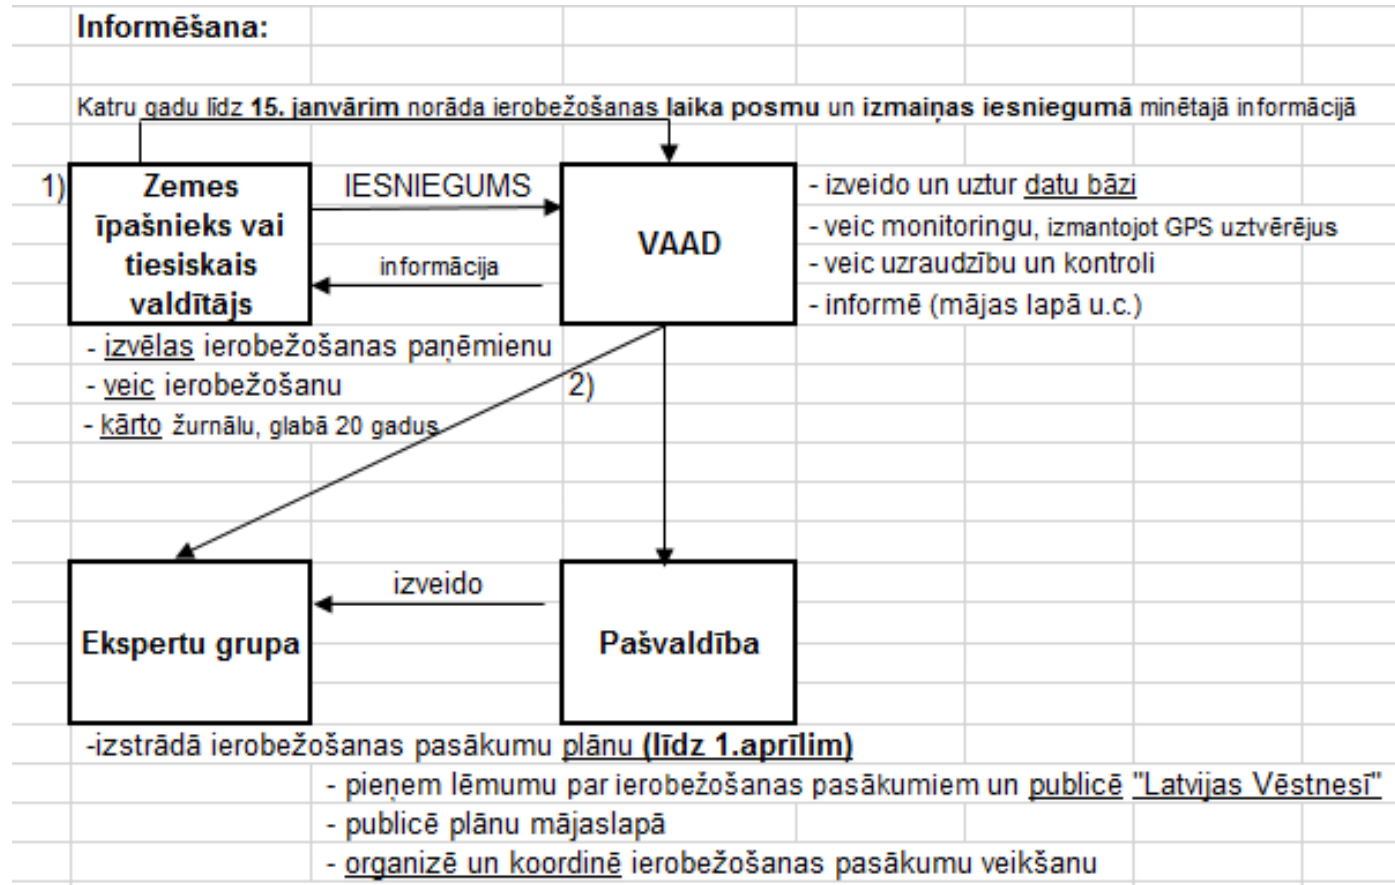 Informēšana:
Katru gadu līdz 15. janvārim norāda ierobežošanas laika posmu un izmaiņas iesniegumā minētajā informācijā
1)
Zemes
īpašnieks vai
tiesiskais
valdītājs
IESNIEGUMS
informācija
VAAD
- izveido un uztur datu bāzi
- veic monitoringu, izmantojot GPS uztvērējus
- veic uzraudzību un kontroli
- informē (mājas lapā u.c.)
- izvēlas ierobežošanas paņēmienu
- veic ierobežošanu
- kārto žurnālu, glabā 20 gadus
2)
Ekspertu grupa
izveido
Pašvaldība
-izstrādā ierobežošanas pasākumu plānu (līdz 1.aprīlim)
- pieņem lēmumu par ierobežošanas pasākumiem un publicē "Latvijas Vēstnesī"
- publicē plānu mājaslapā
- organizē un koordinē ierobežošanas pasākumu veikšanu